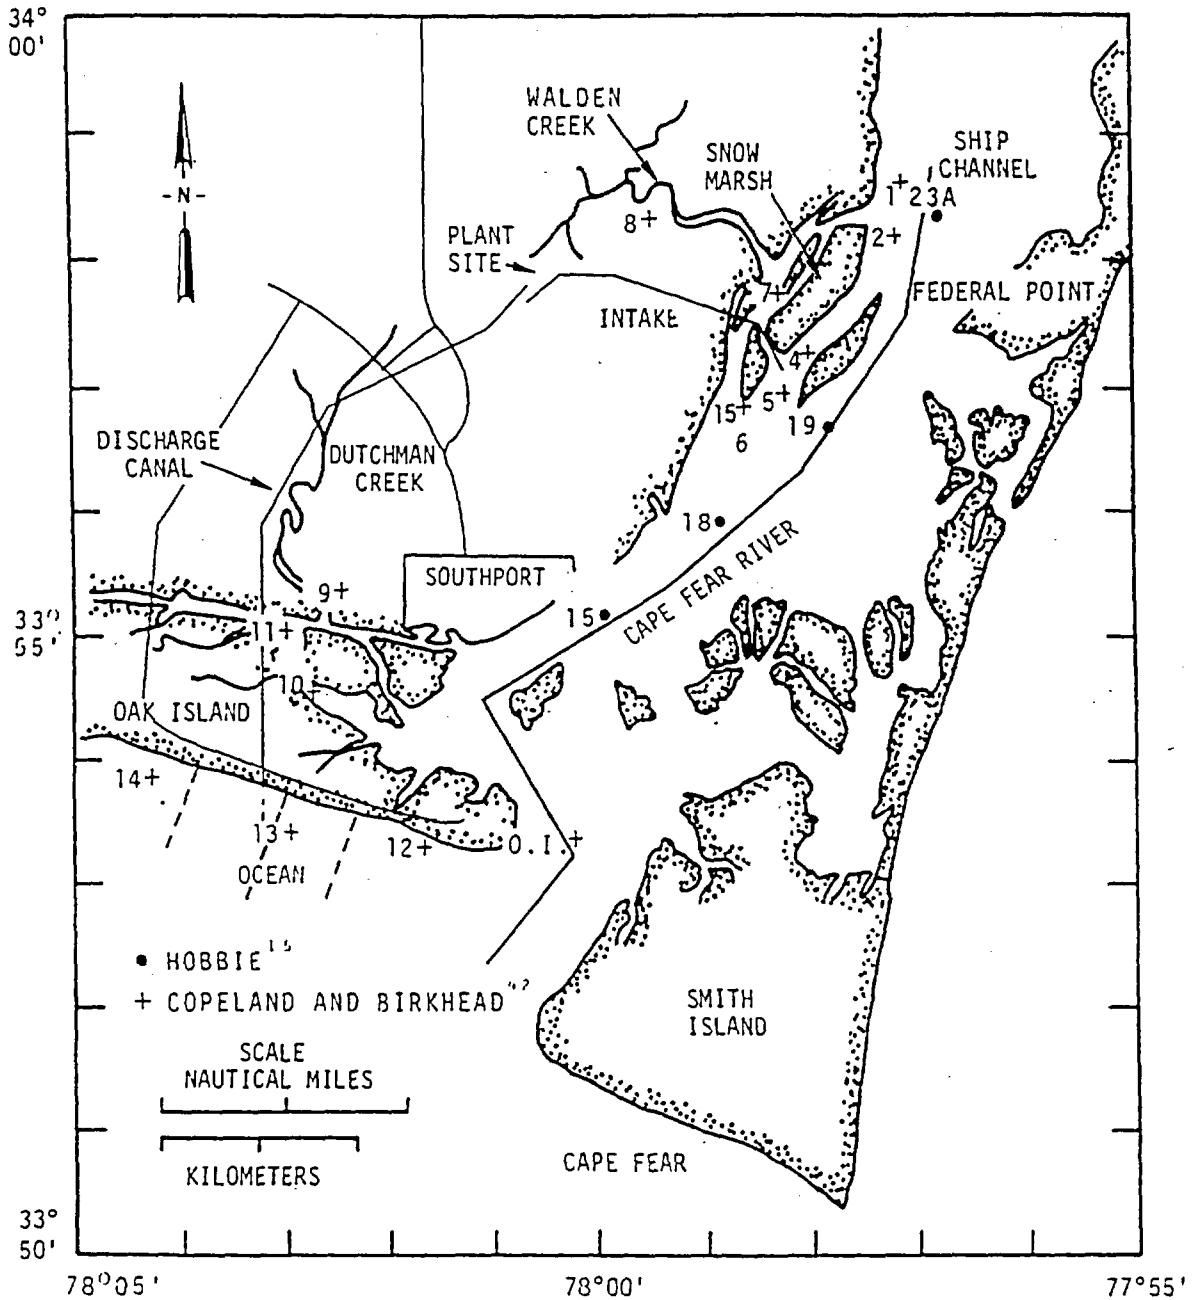 34°
00'
WALDEN
CREEK
SNOW
MARSH
SHIP
CHANNEL
-N-
1+
23A
8+
2+
PLANT
SITE
7+
FEDERAL POINT
INTAKE
4+
5+
15+
19
6
DISCHARGE
CANAL
DUTCHMAN
CREEK
18
CAPE FEAR RIVER
SOUTHPORT
9+
15
33°
55'
11+
10+
OAK ISLAND
14+
13+
12+
O.I.+
OCEAN
• HOBBIE 15
+ COPELAND AND BIRKHEAD 42
SMITH
ISLAND
SCALE
NAUTICAL MILES
KILOMETERS
CAPE FEAR
33°
50'
78°05'
78°00'
77°55'